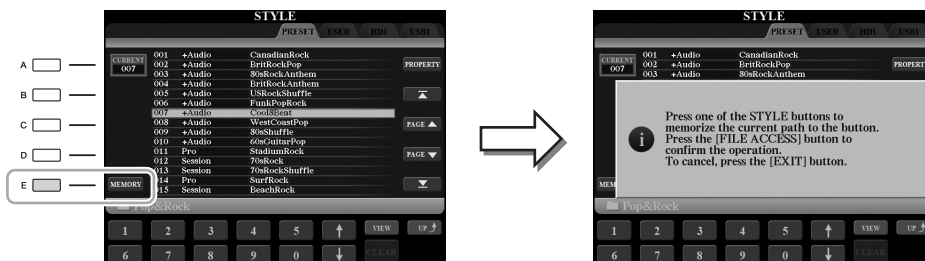 STYLE
PRESET USER HD1 USB1
CURRENT 007
001 +Audio CanadianRock
002 +Audio BritRockPop
003 +Audio 80sRockAnthem
004 +Audio BritRockAnthem
005 +Audio USRockShuffle
006 +Audio FunkPopRock
007 +Audio Cool8Beat
008 +Audio WestCoastPop
009 +Audio 80sShuffle
010 +Audio 60sGuitarPop
011 Pro StadiumRock
012 Session 70sRock
013 Session 70sRockShuffle
014 Pro SurfRock
015 Session BeachRock
PROPERTY
PAGE
PAGE
A
B
C
D
E
MEMORY
Pop&Rock
1 2 3 4 5 VIEW UP
6 7 8 9 0 CLEAR
STYLE
PRESET USER HD1 USB1
CURRENT 007
001 +Audio CanadianRock
002 +Audio BritRockPop
003 +Audio 80sRockAnthem
PROPERT
i
Press one of the STYLE buttons to
memorize the current path to the button.
Press the [FILE ACCESS] button to
confirm the operation.
To cancel, press the [EXIT] button.
MEM
Pop&Rock
1 2 3 4 5 VIEW UP
6 7 8 9 0 CLEAR